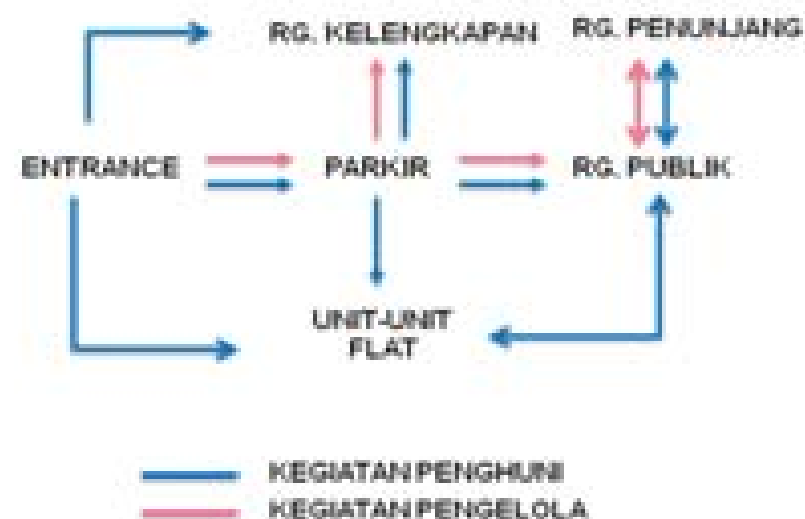 RG. KELENGKAPAN RG. PENUNJANG
ENTRANCE PARKIR RG. PUBLIK
UNIT-UNIT
FLAT
KEGIATAN PENGHUNI
KEGIATAN PENGELOLA